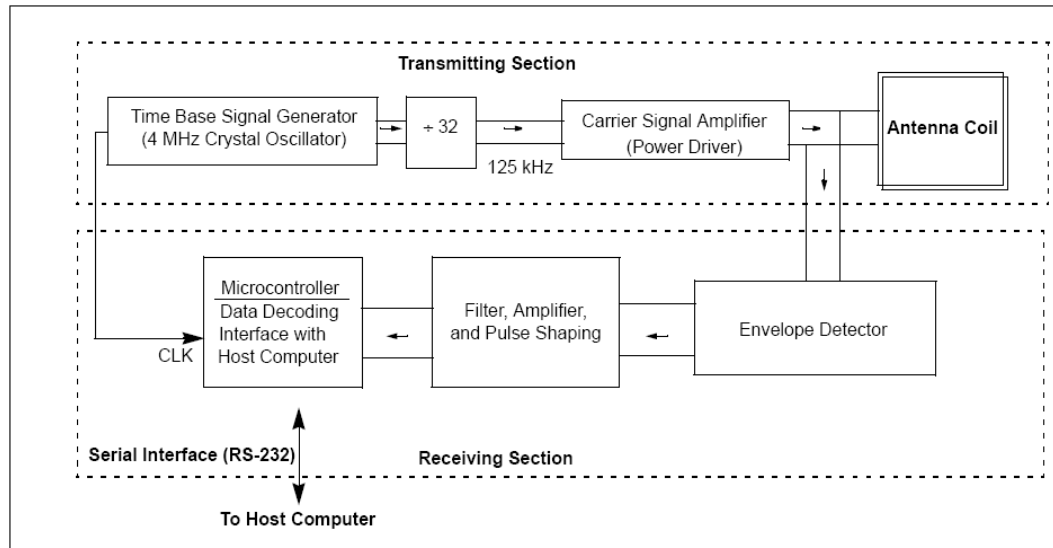 Transmitting Section
Time Base Signal Generator
(4 MHz Crystal Oscillator)
÷ 32
125 kHz
Carrier Signal Amplifier
(Power Driver)
Antenna Coil
Microcontroller
Data Decoding
Interface with
Host Computer
CLK
Filter, Amplifier,
and Pulse Shaping
Envelope Detector
Serial Interface (RS-232)
Receiving Section
To Host Computer